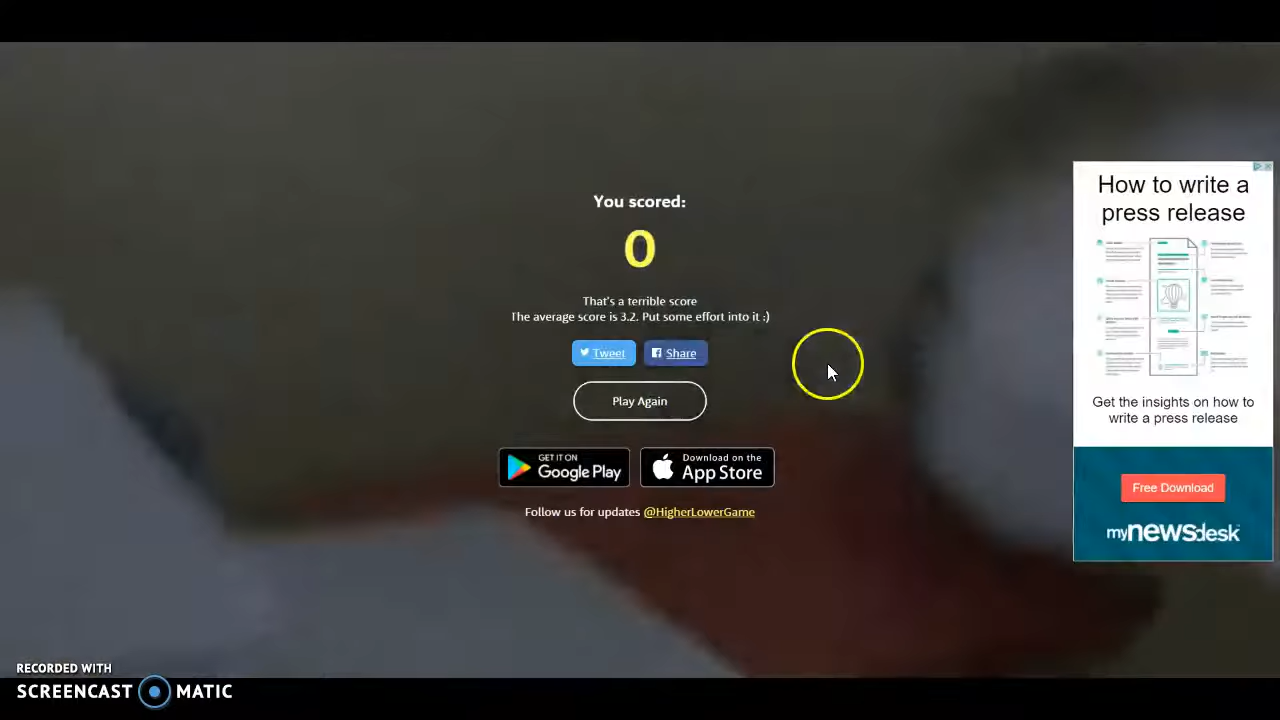 You scored:
0
That's a terrible score
The average score is 3.2. Put some effort into it ;)
Tweet
Share
Play Again
GET IT ON
Google Play
Download on the
App Store
Follow us for updates @HigherLowerGame
How to write a
press release
Get the insights on how to
write a press release
Free Download
mynewsdesk
RECORDED WITH
SCREENCAST MATIC